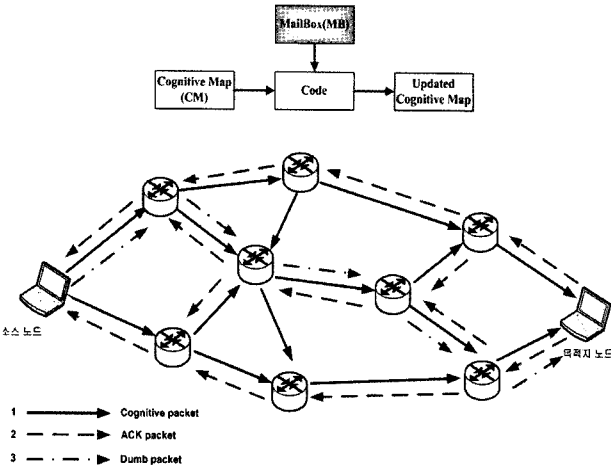 MailBox(MB)
Cognitive Map
(CM)
Code
Updated
Cognitive Map
소스 노드
목적지 노드
1 Cognitive packet
2 ACK packet
3 Dumb packet